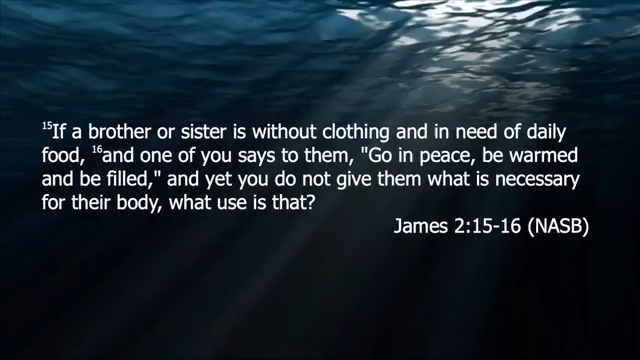 15If a brother or sister is without clothing and in need of daily
food, 16and one of you says to them, "Go in peace, be warmed
and be filled," and yet you do not give them what is necessary
for their body, what use is that?
James 2:15-16 (NASB)